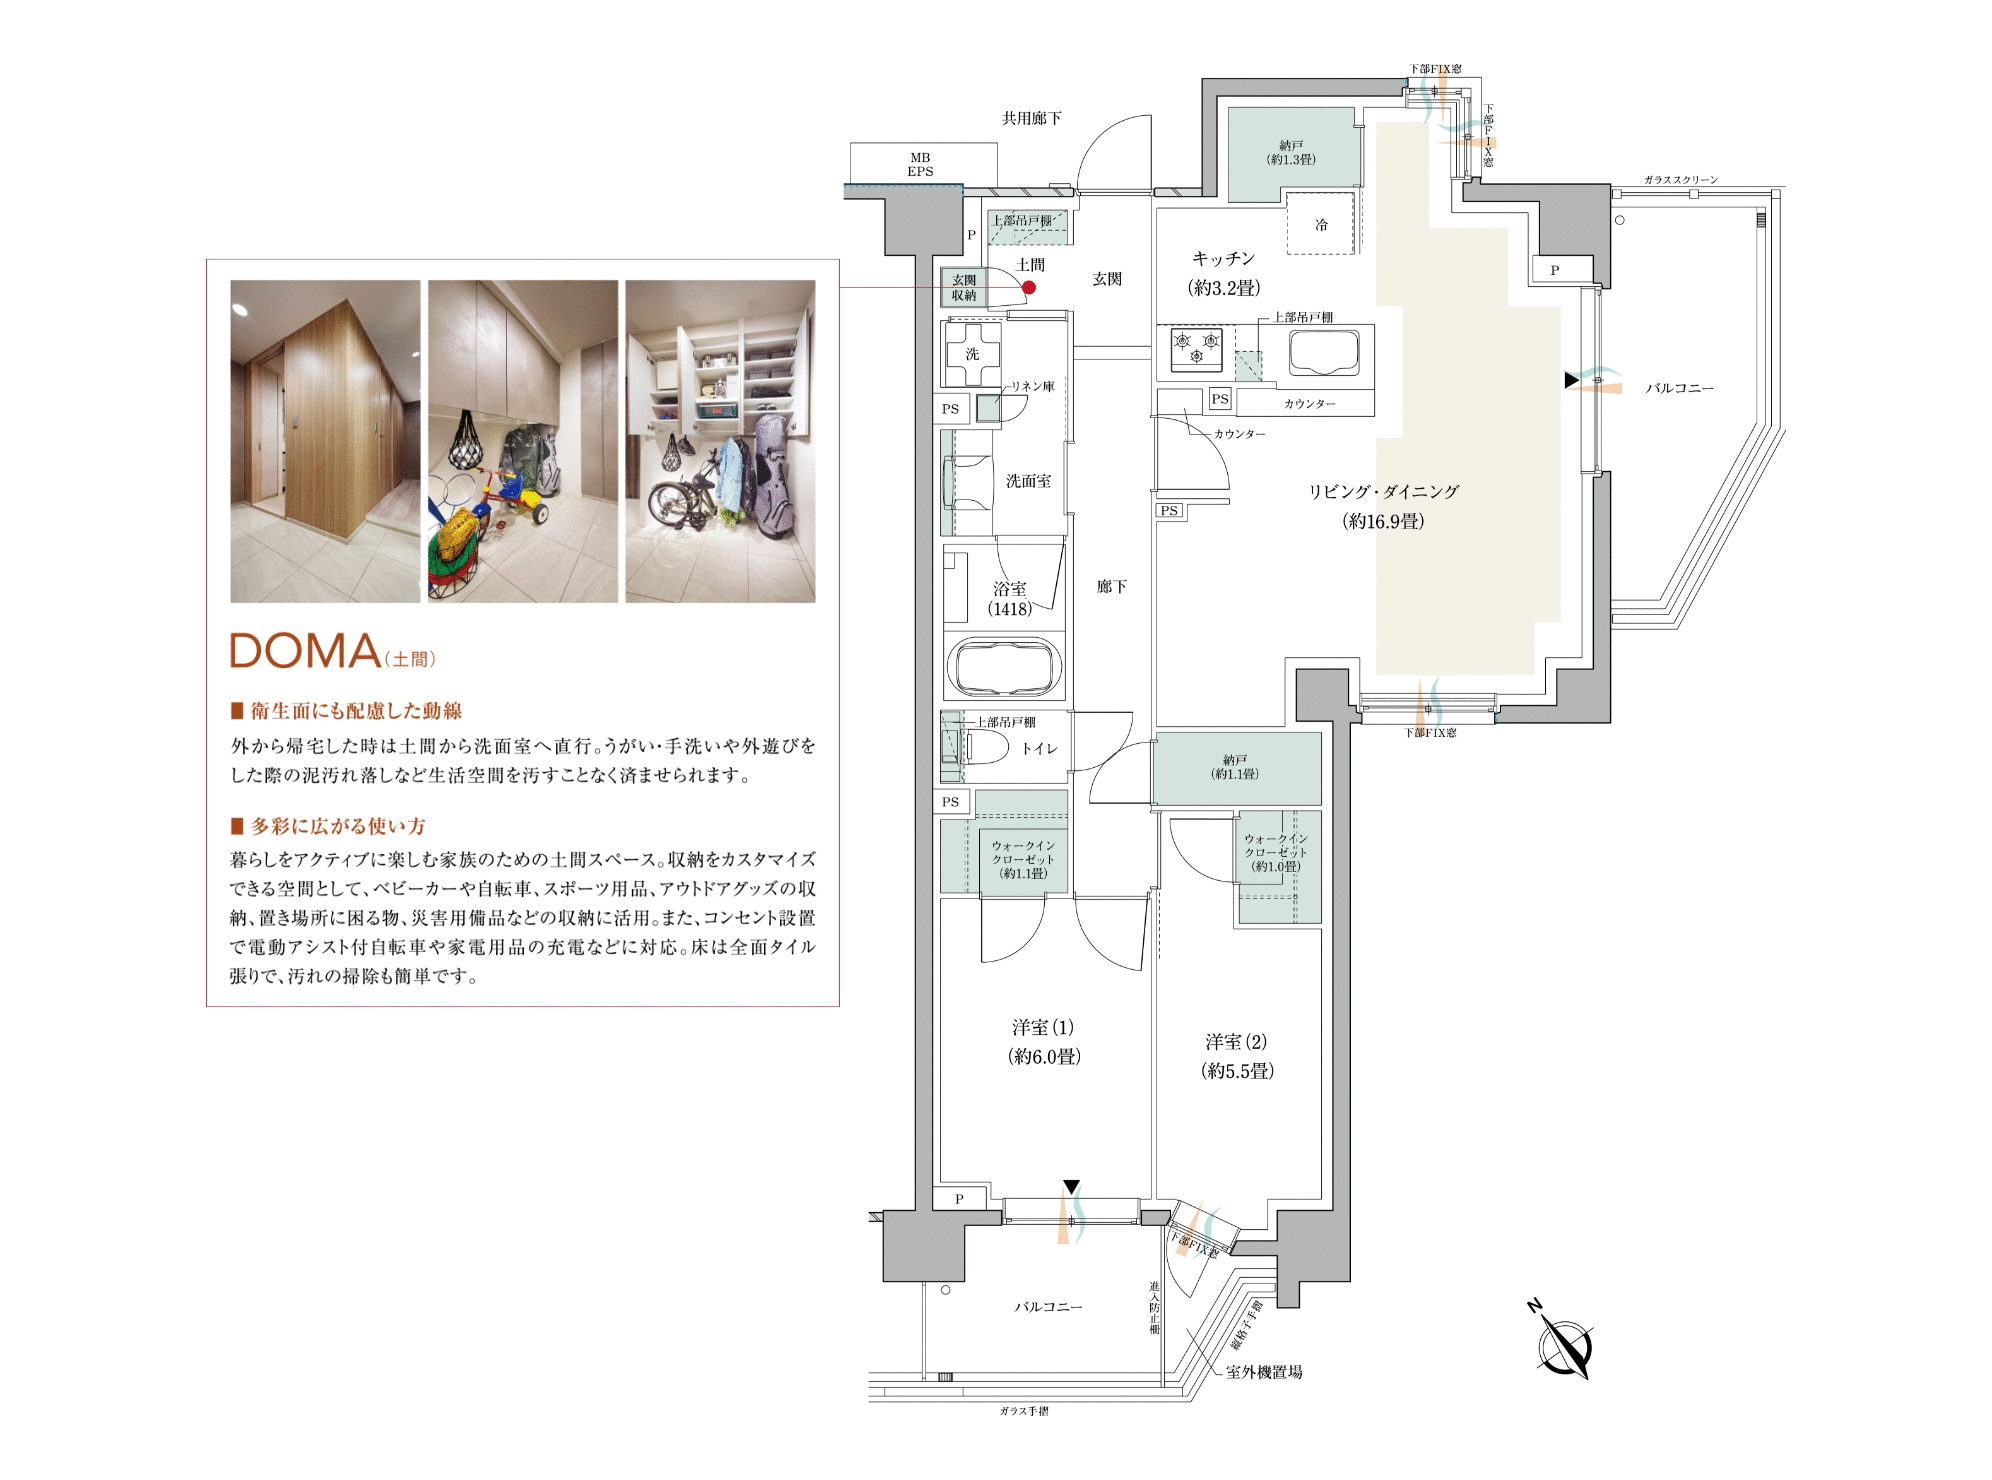 DOMA(土間)
■ 衛生面にも配慮した動線
外から帰宅した時は土間から洗面室へ直行。うがい・手洗いや外遊びを
した際の泥汚れ落しなど生活空間を汚すことなく済ませられます。
■ 多彩に広がる使い方
暮らしをアクティブに楽しむ家族のための土間スペース。収納をカスタマイズ
できる空間として、ベビーカーや自転車、スポーツ用品、アウトドアグッズの収
納、置き場所に困る物、災害用備品などの収納に活用。また、コンセント設置
で電動アシスト付自転車や家電用品の充電などに対応。床は全面タイル
張りで、汚れの掃除も簡単です。
下部FIX窓
下部FIX窓
共用廊下
MB
EPS
納戸
(約1.3畳)
ガラススクリーン
上部吊戸棚
P
冷
土間
玄関
玄関
収納
キッチン
(約3.2畳)
P
上部吊戸棚
洗
リネン庫
PS
PS
カウンター
カウンター
バルコニー
洗面室
リビング・ダイニング
(約16.9畳)
PS
浴室
(1418)
廊下
上部吊戸棚
トイレ
下部FIX窓
納戸
(約1.1畳)
PS
ウォークイン
クローゼット
(約1.1畳)
ウォークイン
クローゼット
(約1.0畳)
洋室(1)
(約6.0畳)
洋室(2)
(約5.5畳)
P
下部FIX窓
バルコニー
進入防止柵
縦格子手摺
室外機置場
ガラス手摺
N